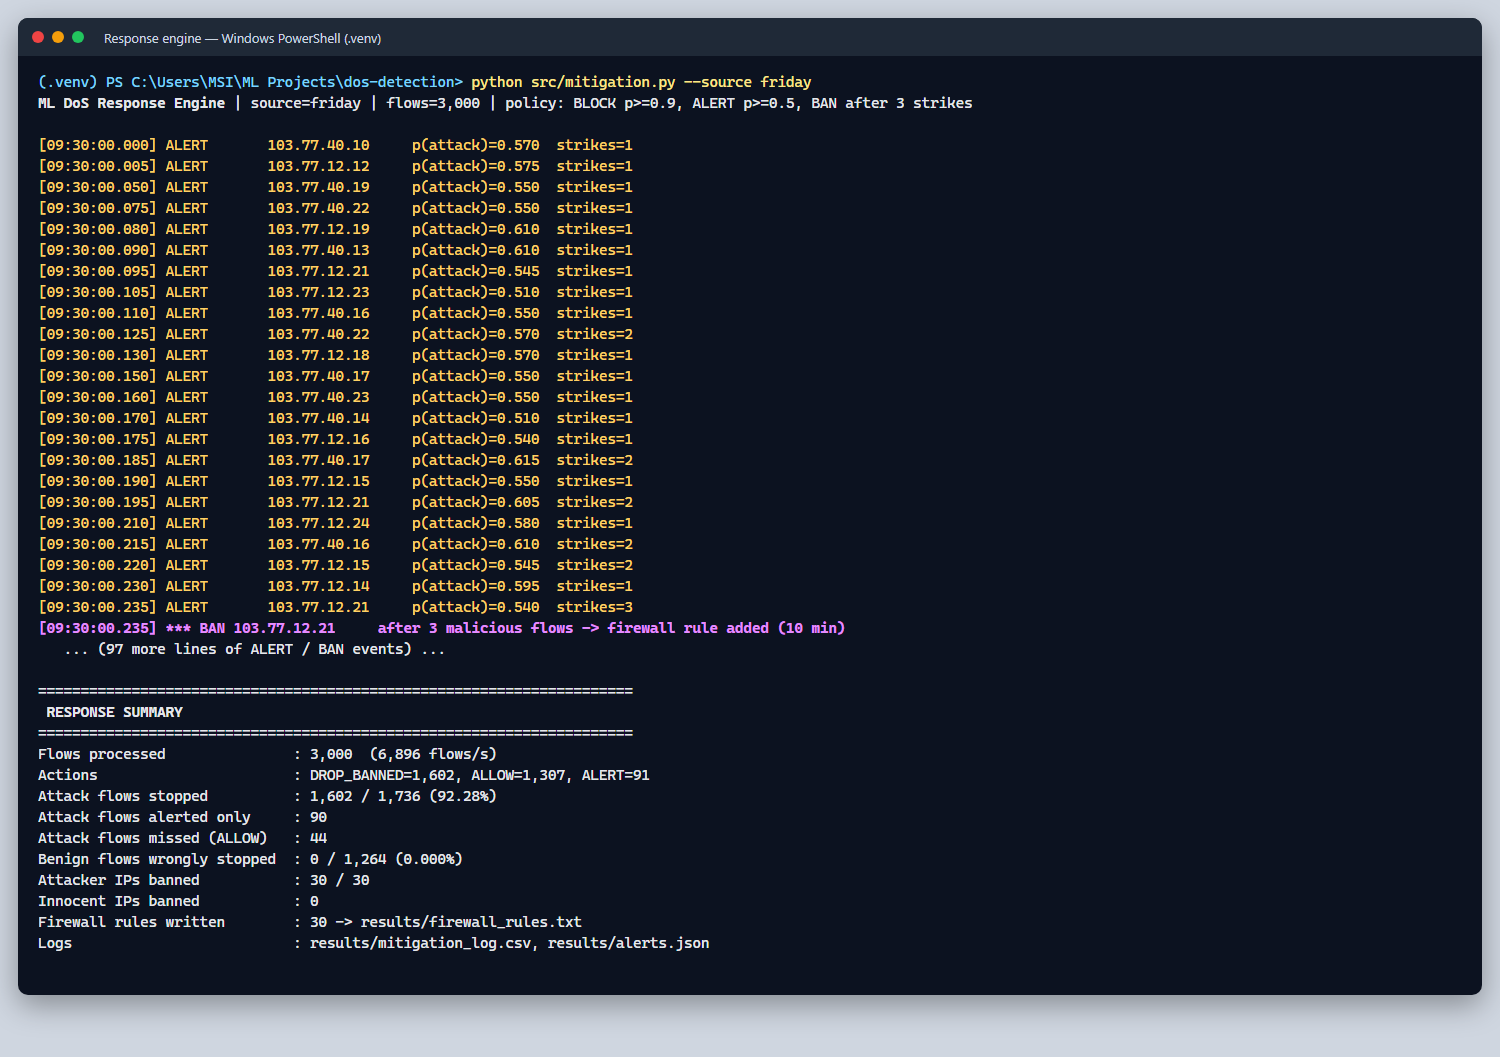 Response engine — Windows PowerShell (.venv)
(.venv) PS C:\Users\MSI\ML Projects\dos-detection> python src/mitigation.py --source friday
ML DoS Response Engine | source=friday | flows=3,000 | policy: BLOCK p>=0.9, ALERT p>=0.5, BAN after 3 strikes
[09:30:00.000] ALERT 103.77.40.10 p(attack)=0.570 strikes=1
[09:30:00.005] ALERT 103.77.12.12 p(attack)=0.575 strikes=1
[09:30:00.050] ALERT 103.77.40.19 p(attack)=0.550 strikes=1
[09:30:00.075] ALERT 103.77.40.22 p(attack)=0.550 strikes=1
[09:30:00.080] ALERT 103.77.12.19 p(attack)=0.610 strikes=1
[09:30:00.090] ALERT 103.77.40.13 p(attack)=0.610 strikes=1
[09:30:00.095] ALERT 103.77.12.21 p(attack)=0.545 strikes=1
[09:30:00.105] ALERT 103.77.12.23 p(attack)=0.510 strikes=1
[09:30:00.110] ALERT 103.77.40.16 p(attack)=0.550 strikes=1
[09:30:00.125] ALERT 103.77.40.22 p(attack)=0.570 strikes=2
[09:30:00.130] ALERT 103.77.12.18 p(attack)=0.570 strikes=1
[09:30:00.150] ALERT 103.77.40.17 p(attack)=0.550 strikes=1
[09:30:00.160] ALERT 103.77.40.23 p(attack)=0.550 strikes=1
[09:30:00.170] ALERT 103.77.40.14 p(attack)=0.510 strikes=1
[09:30:00.175] ALERT 103.77.12.16 p(attack)=0.540 strikes=1
[09:30:00.185] ALERT 103.77.40.17 p(attack)=0.615 strikes=2
[09:30:00.190] ALERT 103.77.12.15 p(attack)=0.550 strikes=1
[09:30:00.195] ALERT 103.77.12.21 p(attack)=0.605 strikes=2
[09:30:00.210] ALERT 103.77.12.24 p(attack)=0.580 strikes=1
[09:30:00.215] ALERT 103.77.40.16 p(attack)=0.610 strikes=2
[09:30:00.220] ALERT 103.77.12.15 p(attack)=0.545 strikes=2
[09:30:00.230] ALERT 103.77.12.14 p(attack)=0.595 strikes=1
[09:30:00.235] ALERT 103.77.12.21 p(attack)=0.540 strikes=3
[09:30:00.235] *** BAN 103.77.12.21 after 3 malicious flows -> firewall rule added (10 min)
... (97 more lines of ALERT / BAN events) ...
======================================================================
RESPONSE SUMMARY
======================================================================
Flows processed : 3,000 (6,896 flows/s)
Actions : DROP_BANNED=1,602, ALLOW=1,307, ALERT=91
Attack flows stopped : 1,602 / 1,736 (92.28%)
Attack flows alerted only : 90
Attack flows missed (ALLOW) : 44
Benign flows wrongly stopped : 0 / 1,264 (0.000%)
Attacker IPs banned : 30 / 30
Innocent IPs banned : 0
Firewall rules written : 30 -> results/firewall_rules.txt
Logs : results/mitigation_log.csv, results/alerts.json